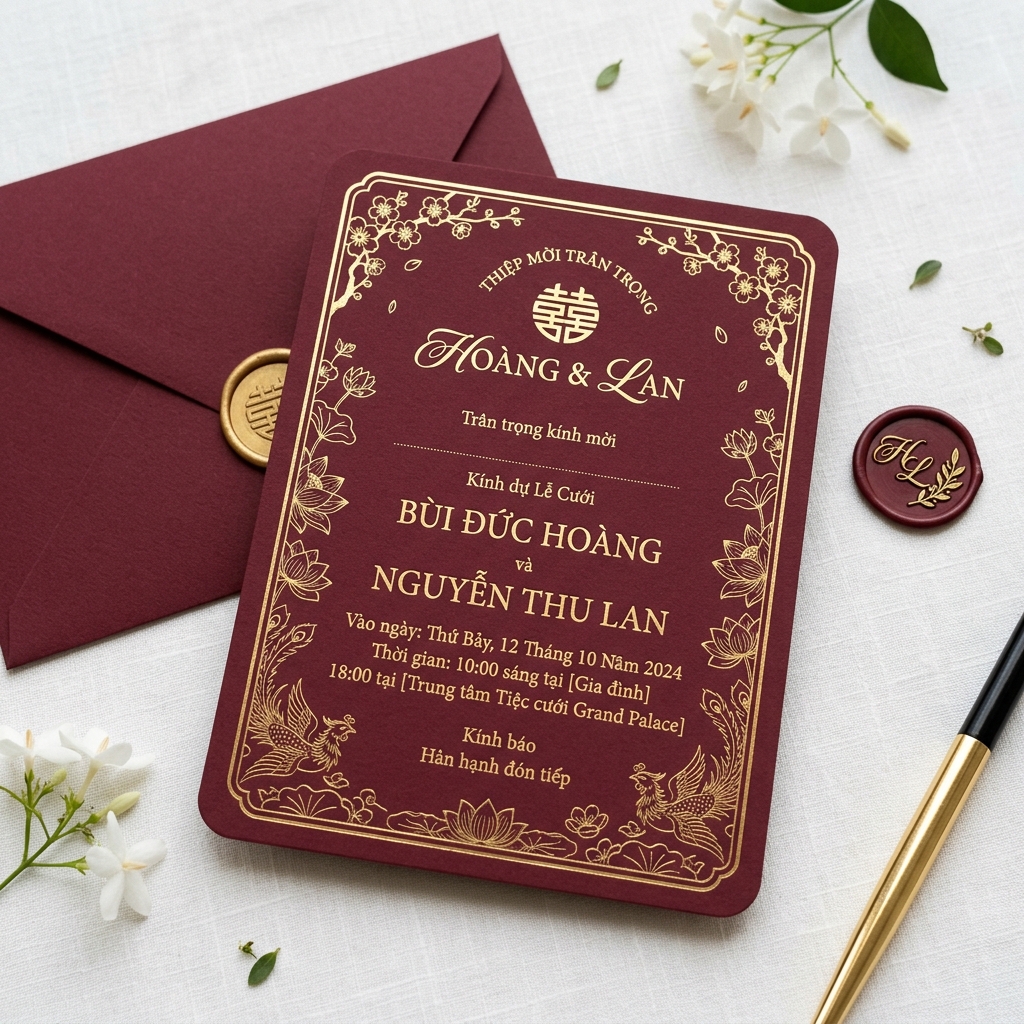 THIỆP MỜI TRÂN TRỌNG
囍
HOÀNG & LAN
Trân trọng kính mời
Kính dự Lễ Cưới
BÙI ĐỨC HOÀNG
và
NGUYỄN THU LAN
Vào ngày: Thứ Bảy, 12 Tháng 10 Năm 2024
Thời gian: 10:00 sáng tại [Gia đình]
18:00 tại [Trung tâm Tiệc cưới Grand Palace]
Kính báo
Hân hạnh đón tiếp
囍
HL